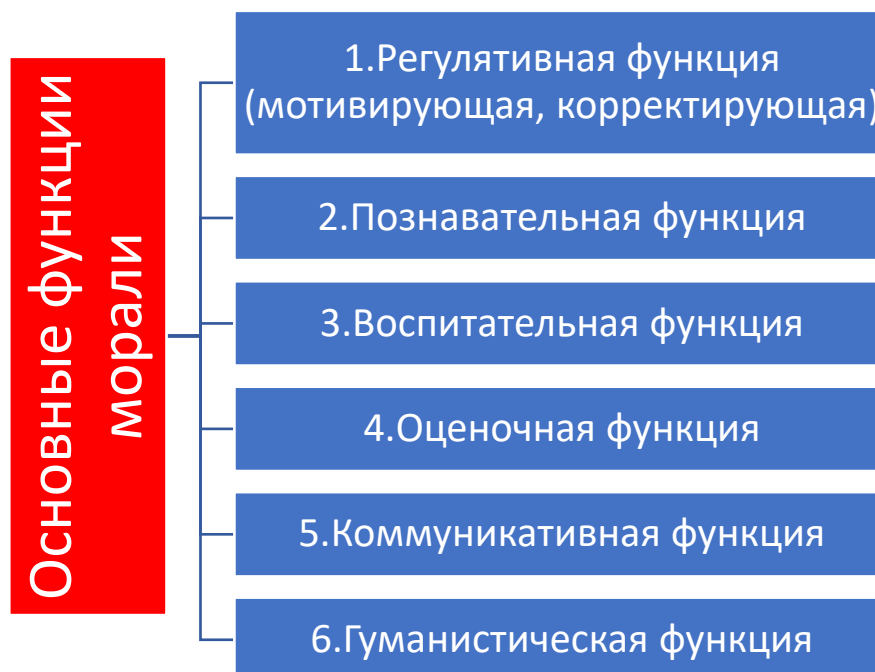 Основные функции
морали
1.Регулятивная функция
(мотивирующая, корректирующая)
2.Познавательная функция
3.Воспитательная функция
4.Оценочная функция
5.Коммуникативная функция
6.Гуманистическая функция